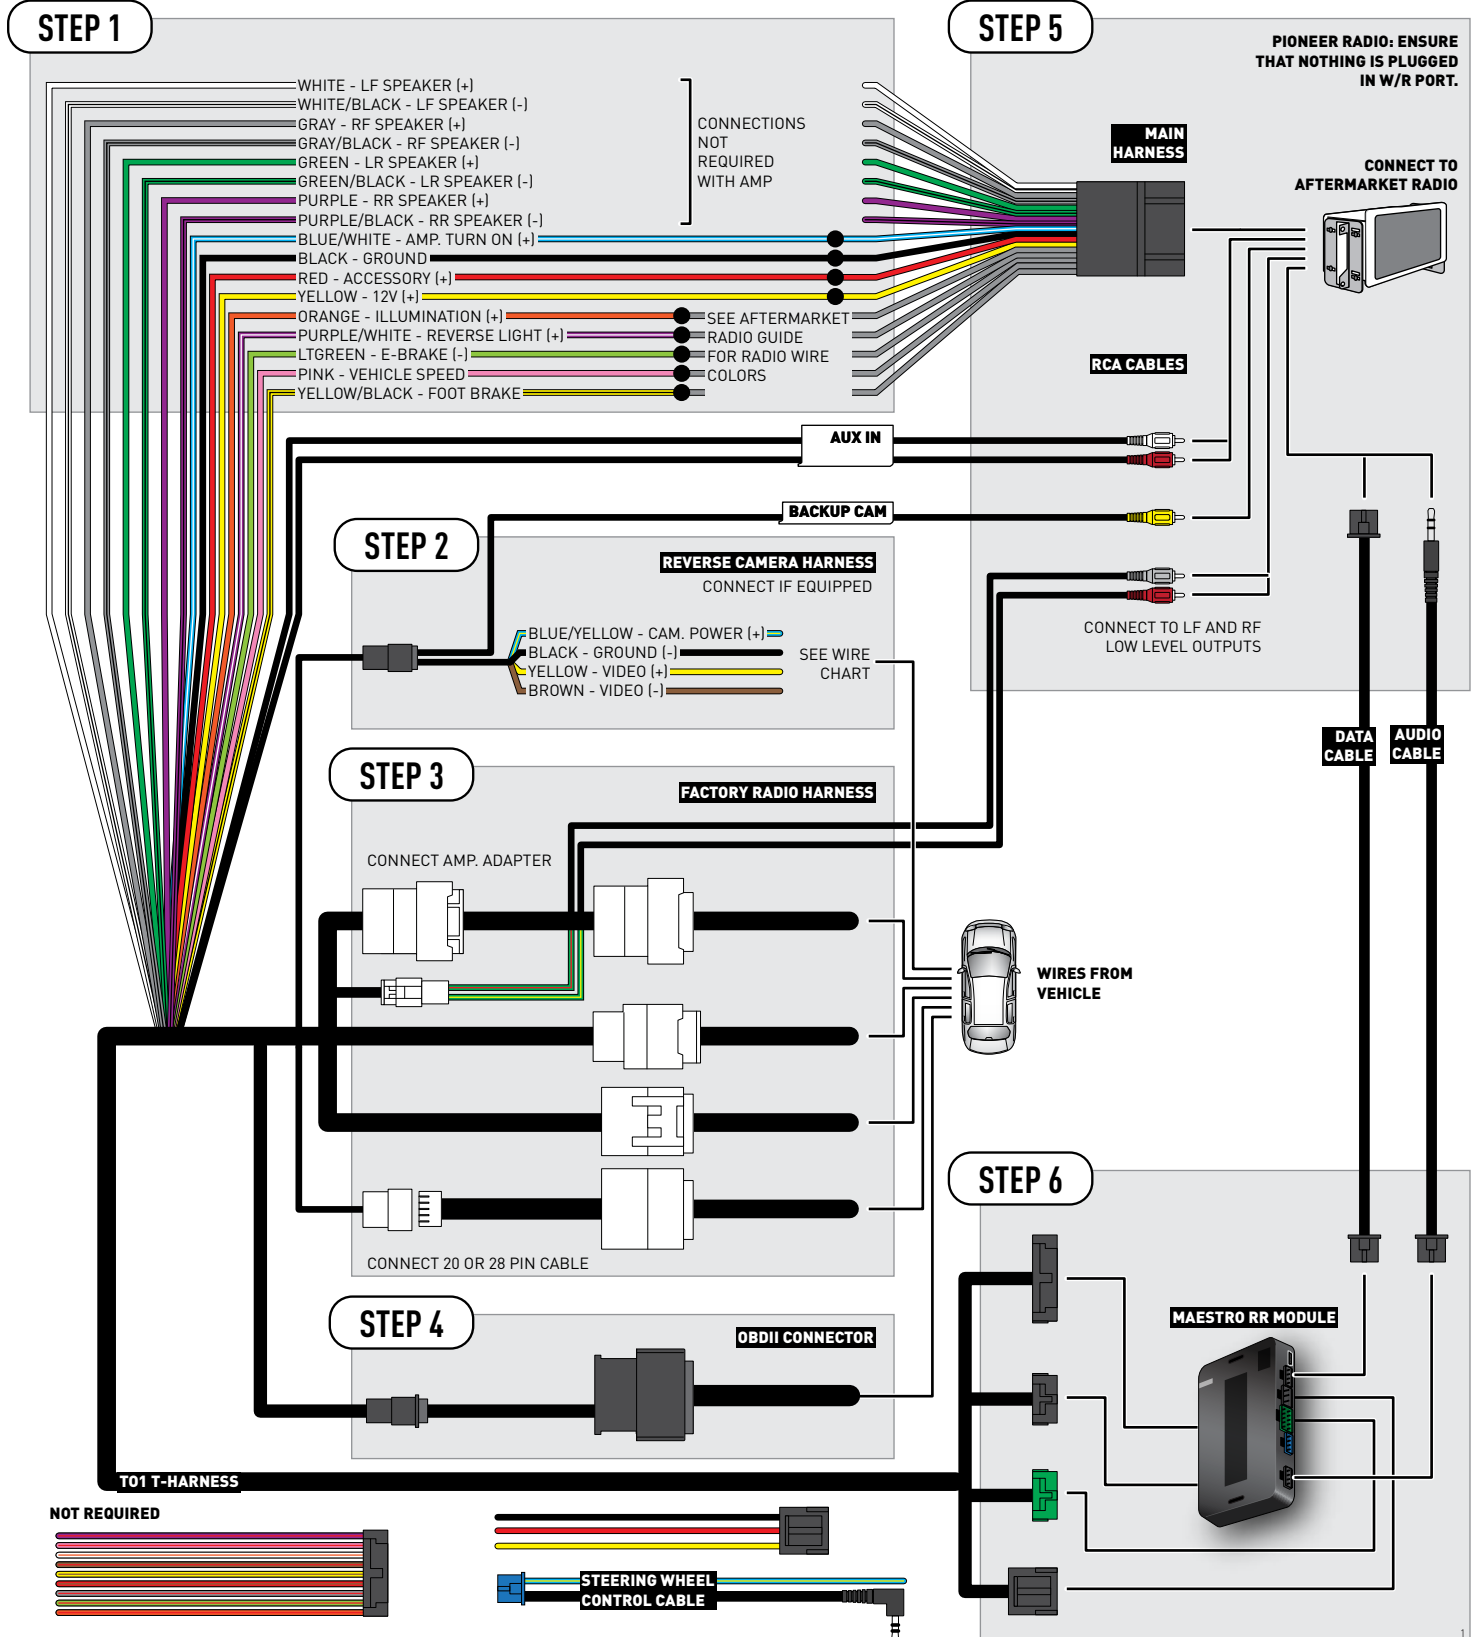 STEP 1
WHITE - LF SPEAKER (+)
WHITE/BLACK - LF SPEAKER (-)
GRAY - RF SPEAKER (+)
GRAY/BLACK - RF SPEAKER (-)
GREEN - LR SPEAKER (+)
GREEN/BLACK - LR SPEAKER (-)
PURPLE - RR SPEAKER (+)
PURPLE/BLACK - RR SPEAKER (-)
BLUE/WHITE - AMP. TURN ON (+)
BLACK - GROUND
RED - ACCESSORY (+)
YELLOW - 12V (+)
ORANGE - ILLUMINATION (+)
PURPLE/WHITE - REVERSE LIGHT (+)
LTGREEN - E-BRAKE (-)
PINK - VEHICLE SPEED
YELLOW/BLACK - FOOT BRAKE
CONNECTIONS
NOT
REQUIRED
WITH AMP
SEE AFTERMARKET
RADIO GUIDE
FOR RADIO WIRE
COLORS
STEP 5
PIONEER RADIO: ENSURE
THAT NOTHING IS PLUGGED
IN W/R PORT.
MAIN
HARNESS
CONNECT TO
AFTERMARKET RADIO
RCA CABLES
AUX IN
BACKUP CAM
CONNECT TO LF AND RF
LOW LEVEL OUTPUTS
DATA
CABLE
AUDIO
CABLE
STEP 2
REVERSE CAMERA HARNESS
CONNECT IF EQUIPPED
BLUE/YELLOW - CAM. POWER (+)
BLACK - GROUND (-)
YELLOW - VIDEO (+)
BROWN - VIDEO (-)
SEE WIRE
CHART
STEP 3
FACTORY RADIO HARNESS
CONNECT AMP. ADAPTER
WIRES FROM
VEHICLE
CONNECT 20 OR 28 PIN CABLE
STEP 4
OBDII CONNECTOR
STEP 6
MAESTRO RR MODULE
T01 T-HARNESS
NOT REQUIRED
STEERING WHEEL
CONTROL CABLE
1